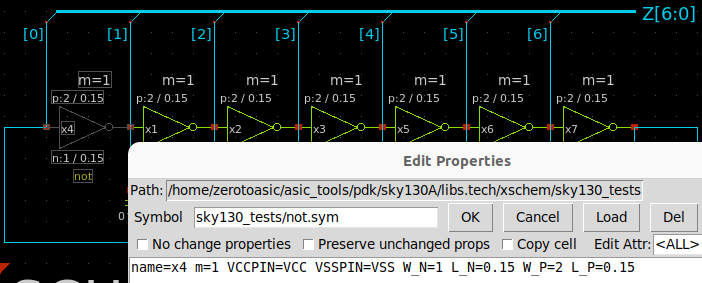 Z[6:0]
[0] [1] [2] [3] [4] [5] [6]
m=1 m=1 m=1 m=1 m=1 m=1 m=1
p:2 / 0.15 p:2 / 0.15 p:2 / 0.15 p:2 / 0.15 p:2 / 0.15 p:2 / 0.15 p:2 / 0.15
x4 x1 x2 x3 x5 x6 x7
n:1 / 0.15
not
Edit Properties
Path: /home/zerotoasic/asic_tools/pdk/sky130A/libs.tech/xschem/sky130_tests
Symbol sky130_tests/not.sym OK Cancel Load Del
No change properties Preserve unchanged props Copy cell Edit Attr: <ALL>
name=x4 m=1 VCCPIN=VCC VSSPIN=VSS W_N=1 L_N=0.15 W_P=2 L_P=0.15